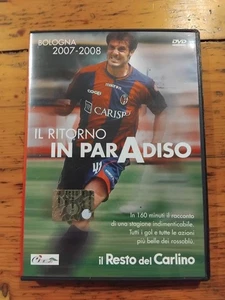 BOLOGNA
2007-2008
DVD
coop
CARISBO
IL RITORNO
IN PARADISO
In 160 minuti il racconto
di una stagione indimenticabile.
Tutti i gol e tutte le azioni
più belle dei rossoblù.
il Resto del Carlino